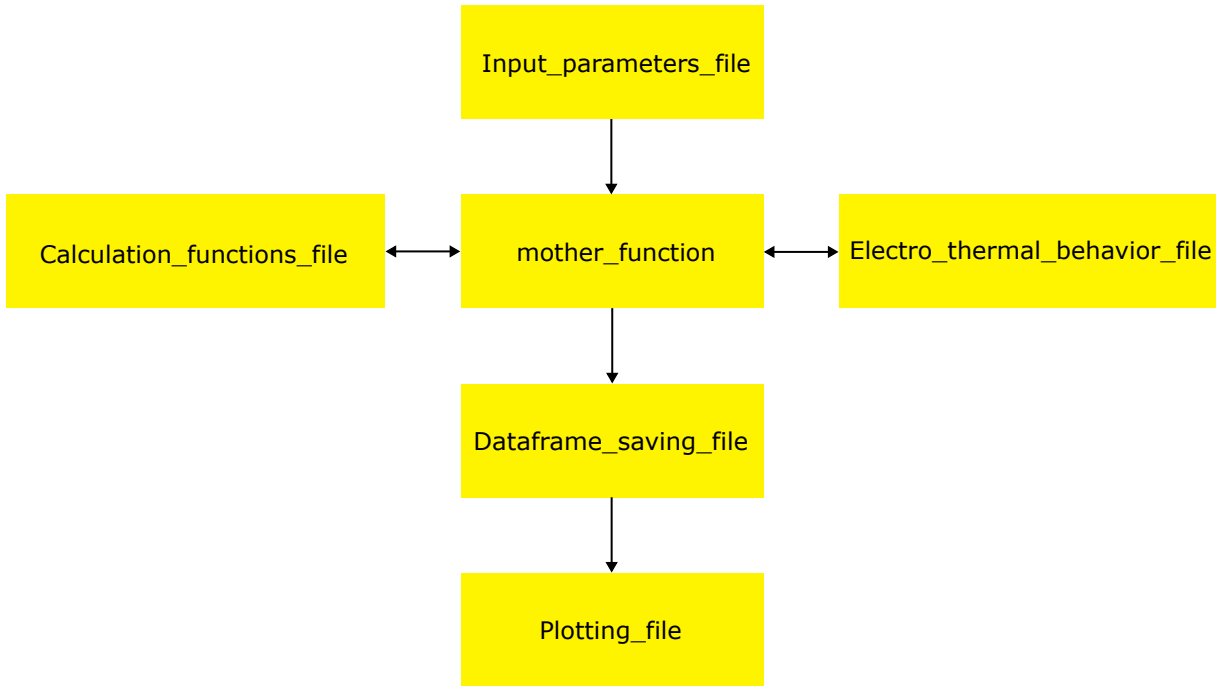 Input_parameters_file
Calculation_functions_file
mother_function
Electro_thermal_behavior_file
Dataframe_saving_file
Plotting_file